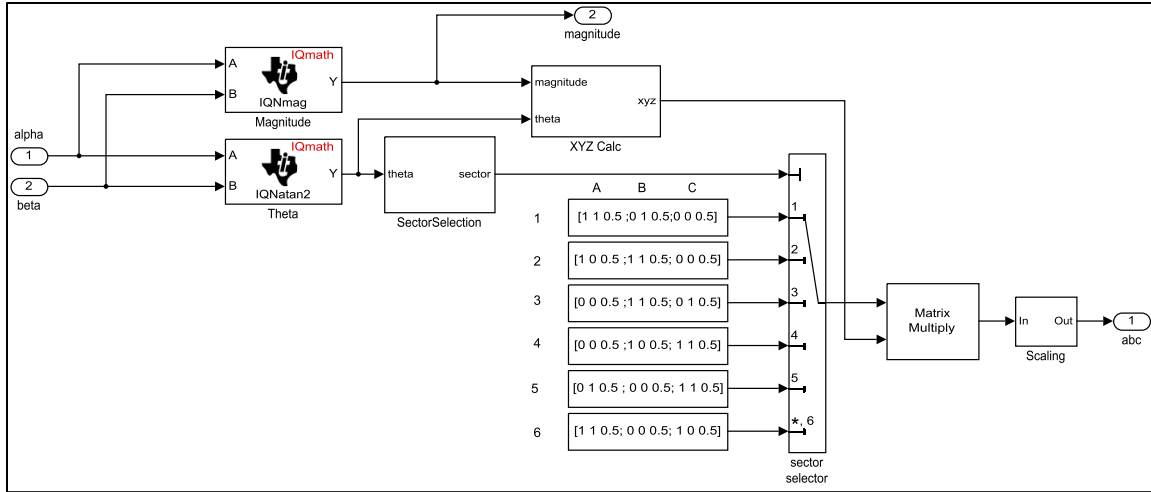 2
magnitude
IQmath
A
B
Y
IQNmag
Magnitude
magnitude
theta
xyz
XYZ Calc
alpha
1
2
beta
IQmath
A
B
Y
IQNatan2
Theta
theta
sector
SectorSelection
A B C
1 [1 1 0.5 ;0 1 0.5;0 0 0.5] 1
2 [1 0 0.5 ;1 1 0.5; 0 0 0.5] 2
3 [0 0 0.5 ;1 1 0.5; 0 1 0.5] 3
4 [0 0 0.5 ;1 0 0.5; 1 1 0.5] 4
5 [0 1 0.5 ; 0 0 0.5; 1 1 0.5] 5
6 [1 1 0.5; 0 0 0.5; 1 0 0.5] *, 6
sector
selector
Matrix
Multiply
In Out
Scaling
1
abc